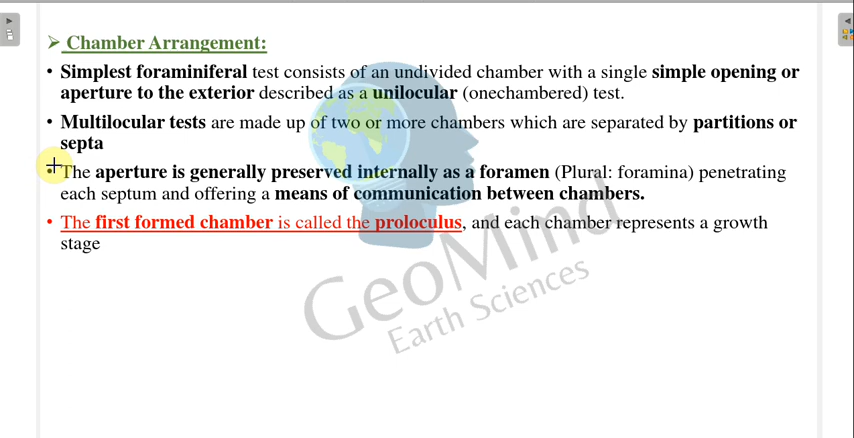 ➢ Chamber Arrangement:
• Simplest foraminiferal test consists of an undivided chamber with a single simple opening or
aperture to the exterior described as a unilocular (onechambered) test.
• Multilocular tests are made up of two or more chambers which are separated by partitions or
septa
• The aperture is generally preserved internally as a foramen (Plural: foramina) penetrating
each septum and offering a means of communication between chambers.
• The first formed chamber is called the proloculus, and each chamber represents a growth
stage
GeoMind
Earth Sciences